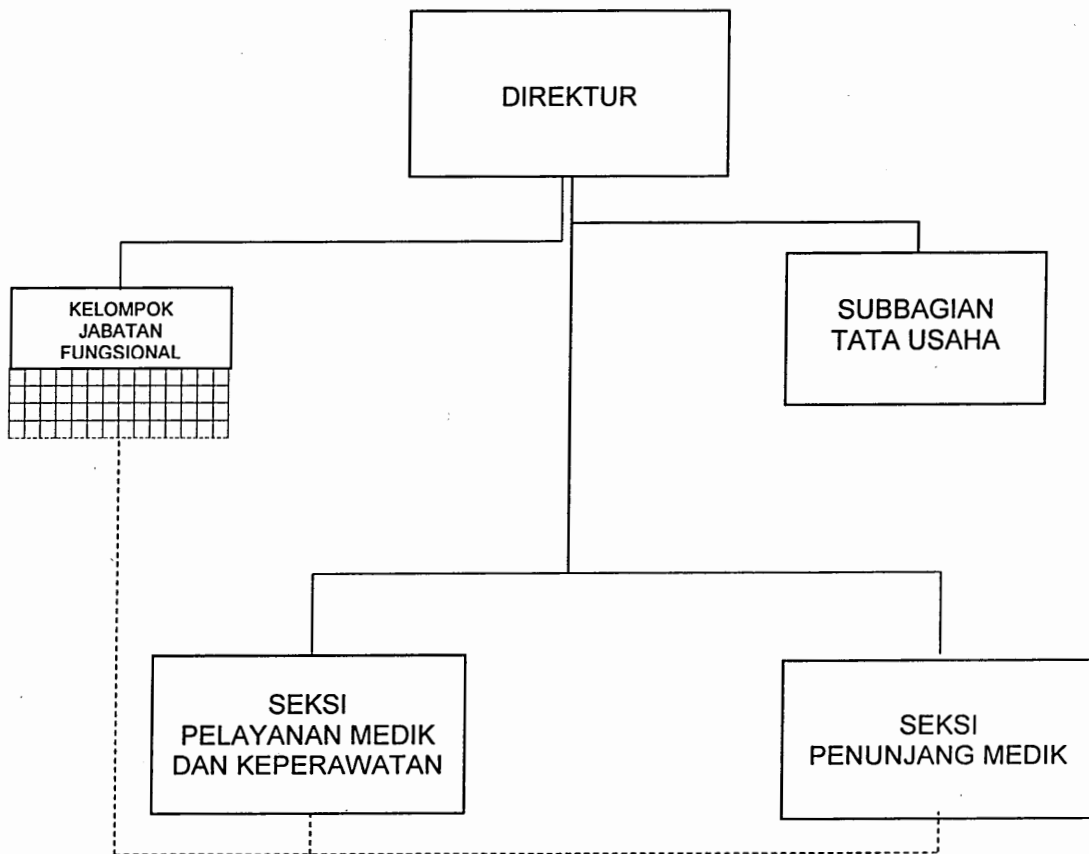 DIREKTUR
KELOMPOK
JABATAN
FUNGSIONAL
SUBBAGIAN
TATA USAHA
SEKSI
PELAYANAN MEDIK
DAN KEPERAWATAN
SEKSI
PENUNJANG MEDIK